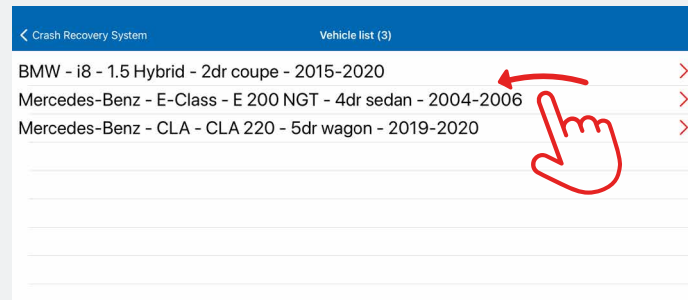 Crash Recovery System
Vehicle list (3)
BMW - i8 - 1.5 Hybrid - 2dr coupe - 2015-2020
Mercedes-Benz - E-Class - E 200 NGT - 4dr sedan - 2004-2006
Mercedes-Benz - CLA - CLA 220 - 5dr wagon - 2019-2020